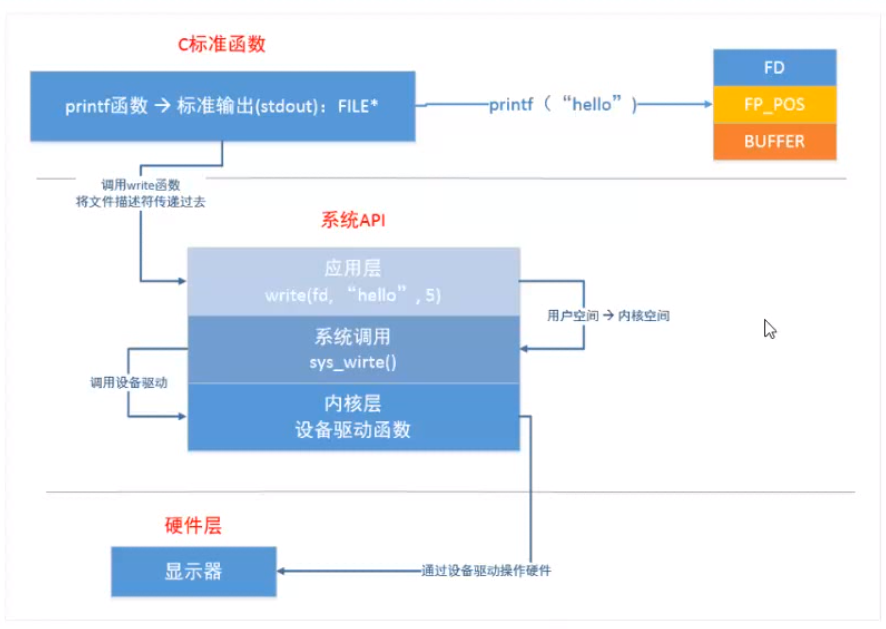 C标准函数
printf函数 → 标准输出(stdout)：FILE*
printf（“hello”）
FD
FP_POS
BUFFER
调用write函数
将文件描述符传递过去
系统API
应用层
write(fd, “hello”, 5)
用户空间 → 内核空间
系统调用
sys_wirte()
调用设备驱动
内核层
设备驱动函数
硬件层
显示器
通过设备驱动操作硬件